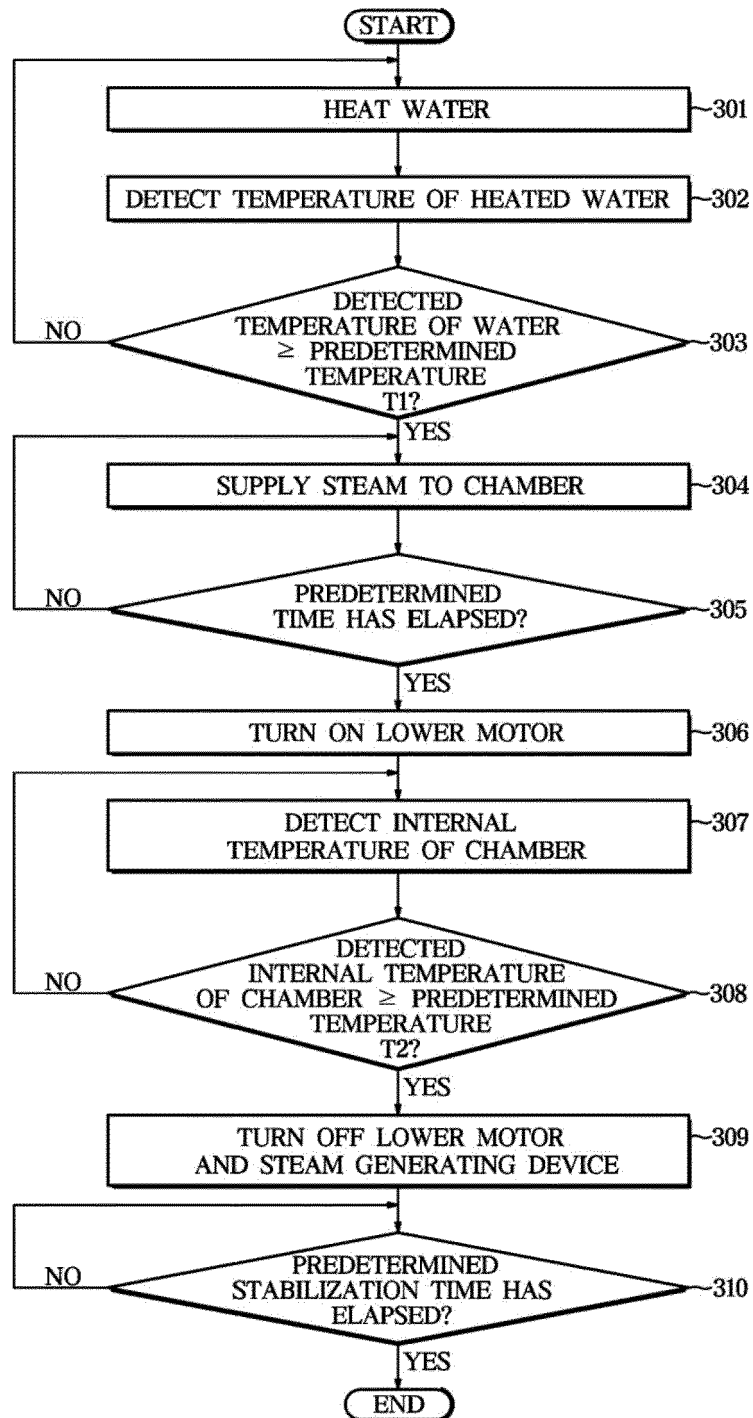 START
HEAT WATER
301
DETECT TEMPERATURE OF HEATED WATER
302
DETECTED
TEMPERATURE OF WATER
≥ PREDETERMINED
TEMPERATURE
T1?
303
NO
YES
SUPPLY STEAM TO CHAMBER
304
PREDETERMINED
TIME HAS ELAPSED?
305
NO
YES
TURN ON LOWER MOTOR
306
DETECT INTERNAL
TEMPERATURE OF CHAMBER
307
DETECTED
INTERNAL TEMPERATURE
OF CHAMBER ≥ PREDETERMINED
TEMPERATURE
T2?
308
NO
YES
TURN OFF LOWER MOTOR
AND STEAM GENERATING DEVICE
309
PREDETERMINED
STABILIZATION TIME HAS
ELAPSED?
310
NO
YES
END